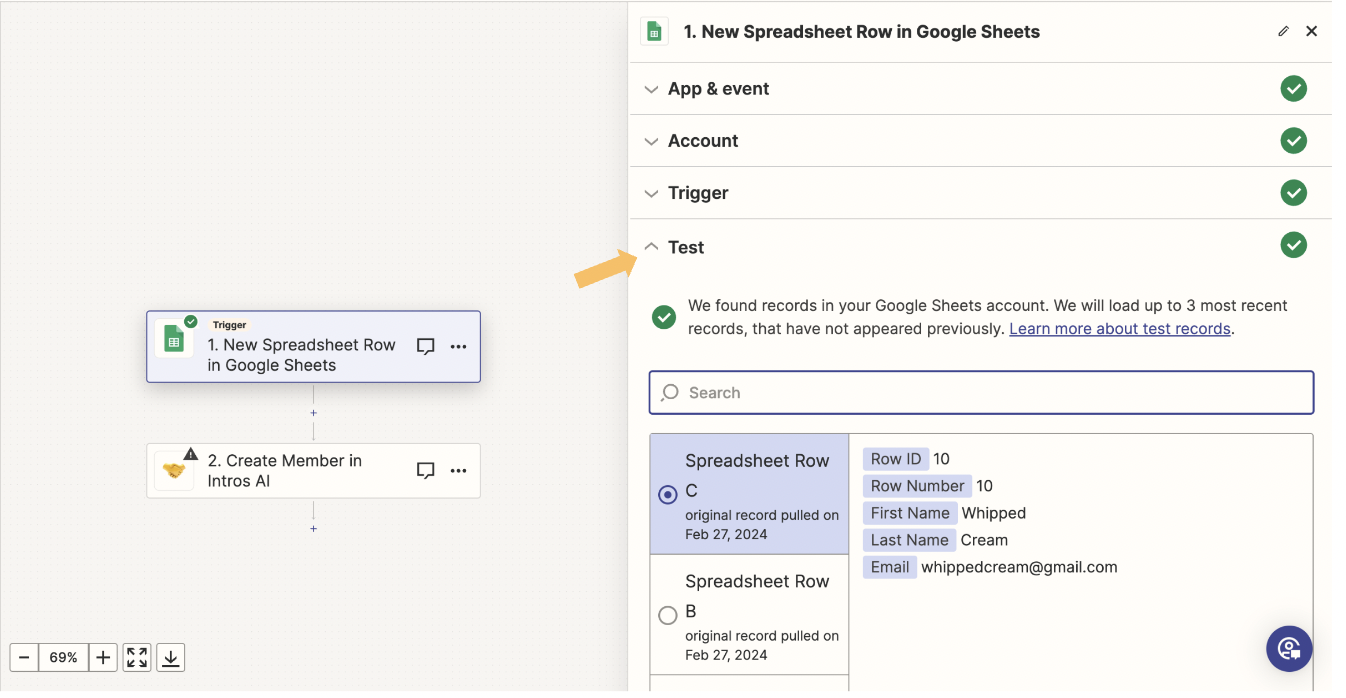 1. New Spreadsheet Row in Google Sheets
App & event
Account
Trigger
Test
We found records in your Google Sheets account. We will load up to 3 most recent
records, that have not appeared previously. Learn more about test records.
Search
Spreadsheet Row
C
original record pulled on
Feb 27, 2024
Row ID 10
Row Number 10
First Name Whipped
Last Name Cream
Email whippedcream@gmail.com
Spreadsheet Row
B
original record pulled on
Feb 27, 2024
Trigger
1. New Spreadsheet Row
in Google Sheets
2. Create Member in
Intros AI
69%